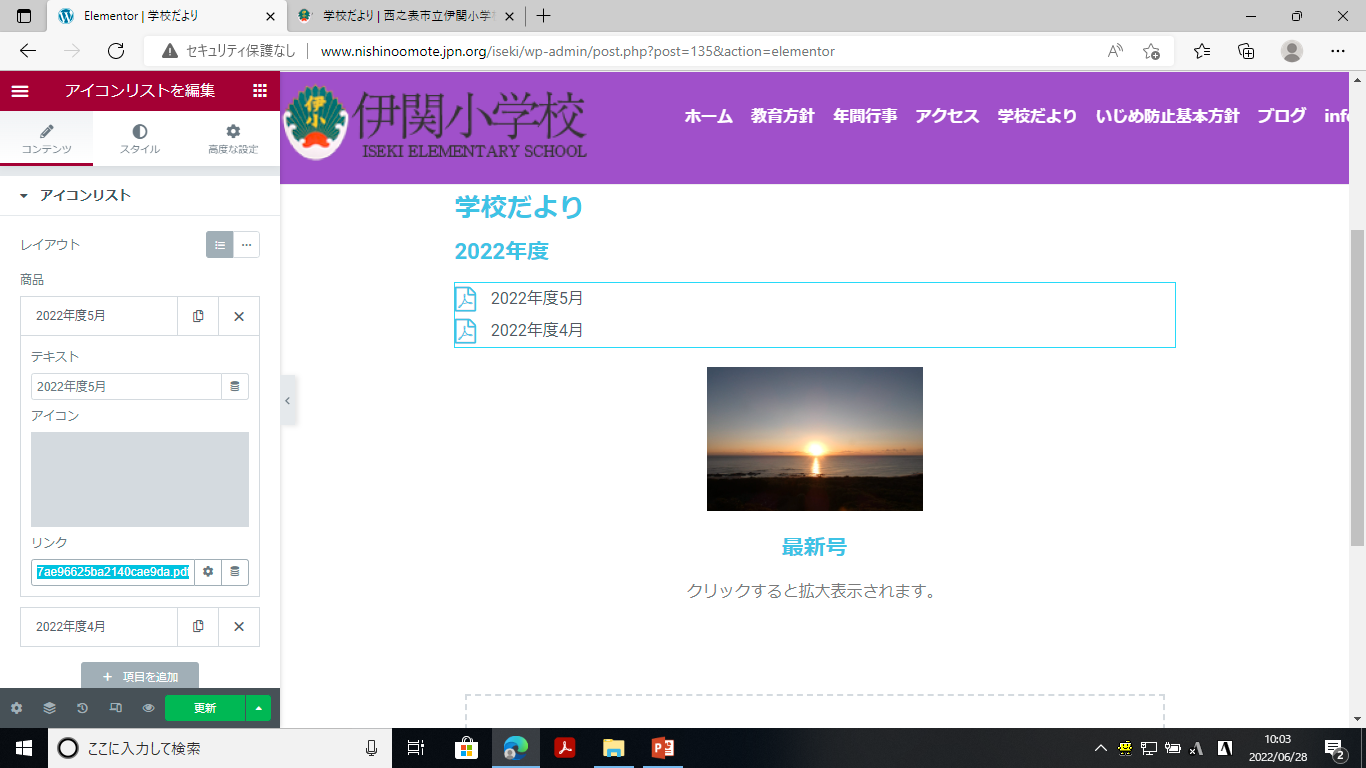 Elementor | 学校だより
学校だより | 西之表市立伊関小学
セキュリティ保護なし
www.nishinoomote.jpn.org/iseki/wp-admin/post.php?post=135&action=elementor
アイコンリストを編集
コンテンツ
スタイル
高度な設定
アイコンリスト
レイアウト
商品
2022年度5月
テキスト
2022年度5月
アイコン
リンク
7ae96625ba2140cae9da.pdf
2022年度4月
項目を追加
更新
伊小
伊関小学校
ISEKI ELEMENTARY SCHOOL
ホーム 教育方針 年間行事 アクセス 学校だより いじめ防止基本方針 ブログ info
学校だより
2022年度
2022年度5月
2022年度4月
最新号
クリックすると拡大表示されます。
ここに入力して検索
A
10:03
2022/06/28
2